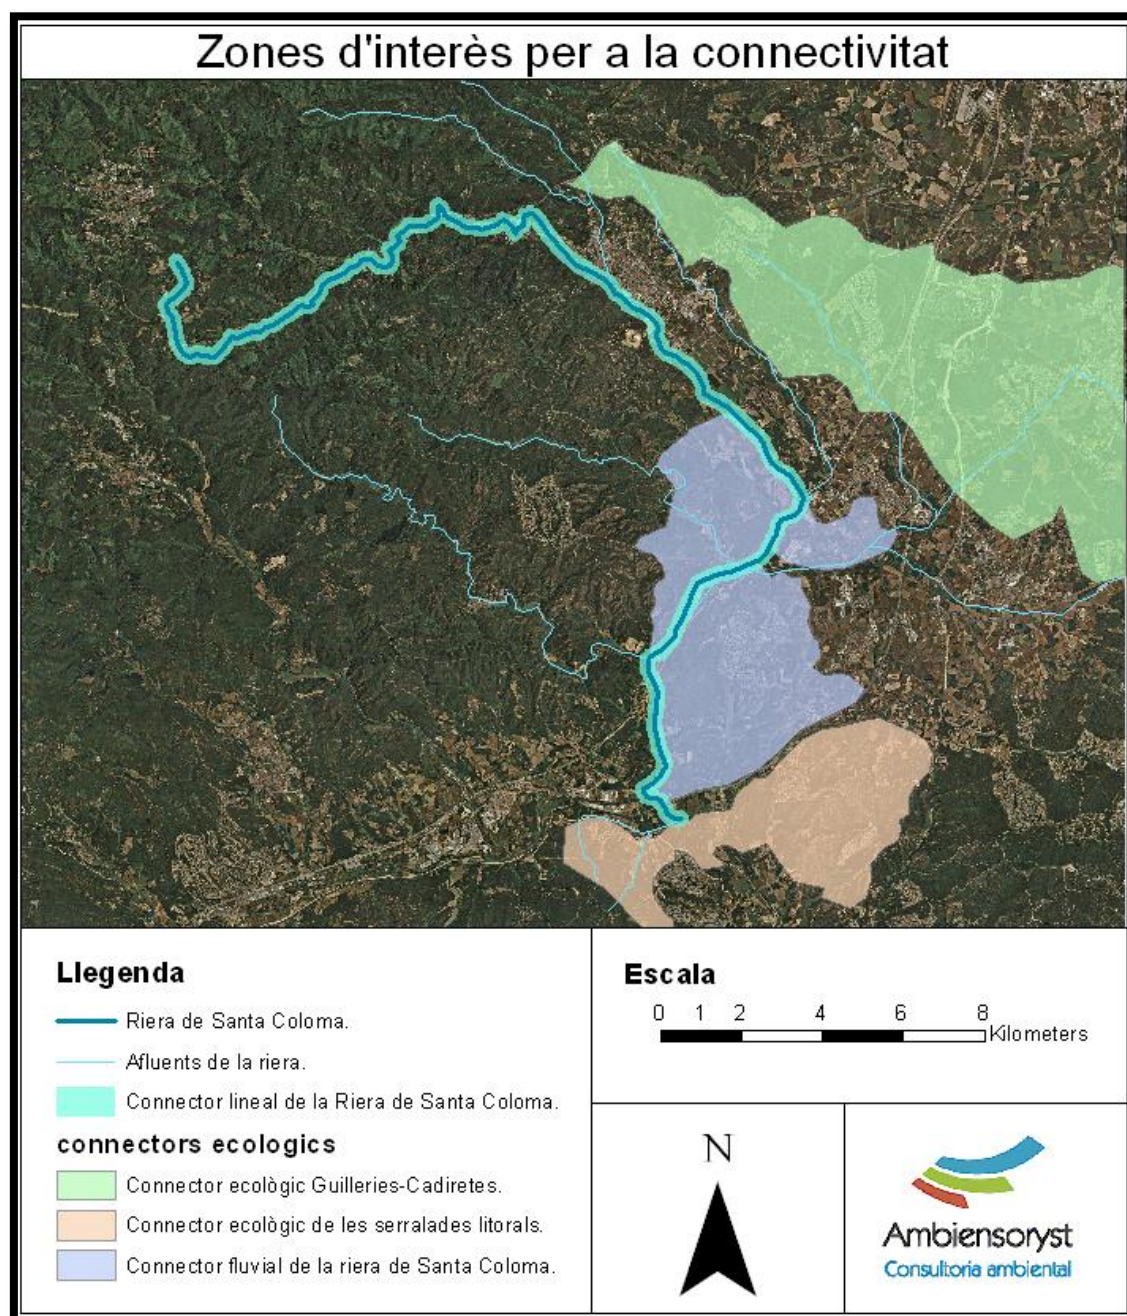 Zones d'interès per a la connectivitat
Llegenda
Riera de Santa Coloma.
Afluents de la riera.
Connector lineal de la Riera de Santa Coloma.
connectors ecologics
Connector ecològic Guilleries-Cadiretes.
Connector ecològic de les serralades litorals.
Connector fluvial de la riera de Santa Coloma.
Escala
0 1 2 4 6 8
Kilometers
N
Ambiensoryst
Consultoria ambiental